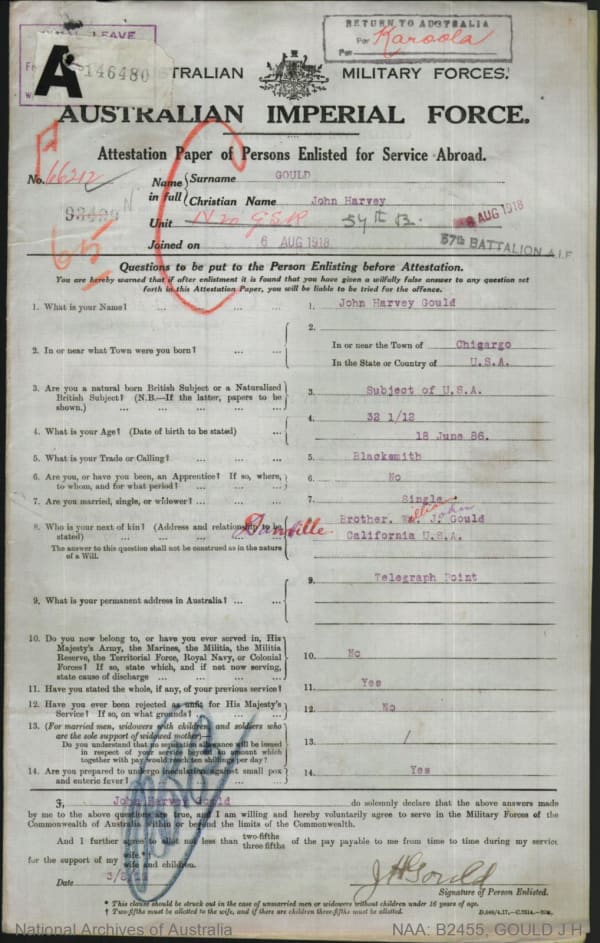 LEAVE
RETURN TO AUSTRALIA
Per Karoola
Per
A
146480
AUSTRALIAN MILITARY FORCES.
AUSTRALIAN IMPERIAL FORCE.
Attestation Paper of Persons Enlisted for Service Abroad.
No. 66212
Name in full
Surname GOULD
Christian Name John Harvey
Unit 54th B.
8 AUG 1918
Joined on 6 AUG 1918
57th BATTALION A.I.F
65
Questions to be put to the Person Enlisting before Attestation.
You are hereby warned that if after enlistment it is found that you have given a wilfully false answer to any question set
forth in this Attestation Paper, you will be liable to be tried for the offence.
1. What is your Name? ... ...
1. John Harvey Gould
2. In or near what Town were you born? ... ...
2.
In or near the Town of Chigargo
In the State or Country of U.S.A.
3. Are you a natural born British Subject or a Naturalized
British Subject? (N.B.—If the latter, papers to be
shown.) ... ... ... ...
3. Subject of U.S.A.
4. What is your Age? (Date of birth to be stated) ...
4. 32 1/12
18 June 86.
5. What is your Trade or Calling? ... ... ...
5. Blacksmith
6. Are you, or have you been, an Apprentice? If so, where,
to whom, and for what period? ... ...
6. No
7. Are you married, single, or widower? ... ...
7. Single
8. Who is your next of kin? (Address and relationship to be
stated) ... ... ... ...
The answer to this question shall not be construed as in the nature
of a Will.
8. Brother. Wm. J. Gould
William John
Danville. California U.S.A.
9. What is your permanent address in Australia? ... ...
9. Telegraph Point
10. Do you now belong to, or have you ever served in, His
Majesty's Army, the Marines, the Militia, the Militia
Reserve, the Territorial Force, Royal Navy, or Colonial
Forces? If so, state which, and if not now serving,
state cause of discharge ... ... ...
10. No
11. Have you stated the whole, if any, of your previous service?
11. Yes
12. Have you ever been rejected as unfit for His Majesty's
Service? If so, on what grounds? ... ...
12. No
13. (For married men, widowers with children, and soldiers who
are the sole support of widowed mother)—
Do you understand that no separation allowance will be issued
in respect of your service beyond an amount which
together with pay would reach ten shillings per day?
13. /
14. Are you prepared to undergo inoculation against small pox
and enteric fever? ... ... ...
14. Yes
I, John Harvey Gould do solemnly declare that the above answers made
by me to the above questions are true, and I am willing and hereby voluntarily agree to serve in the Military Forces of the
Commonwealth of Australia within or beyond the limits of the Commonwealth.
And I further agree to allot not less than two-fifths three-fifths of the pay payable to me from time to time during my service
for the support of my wife.* wife and children.
Date 3/8/
J H Gould
Signature of Person Enlisted.
* This clause should be struck out in the case of unmarried men or widowers without children under 16 years of age.
† Two-fifths must be allotted to the wife, and if there are children three-fifths must be allotted.
National Archives of Australia
NAA: B2455, GOULD J H